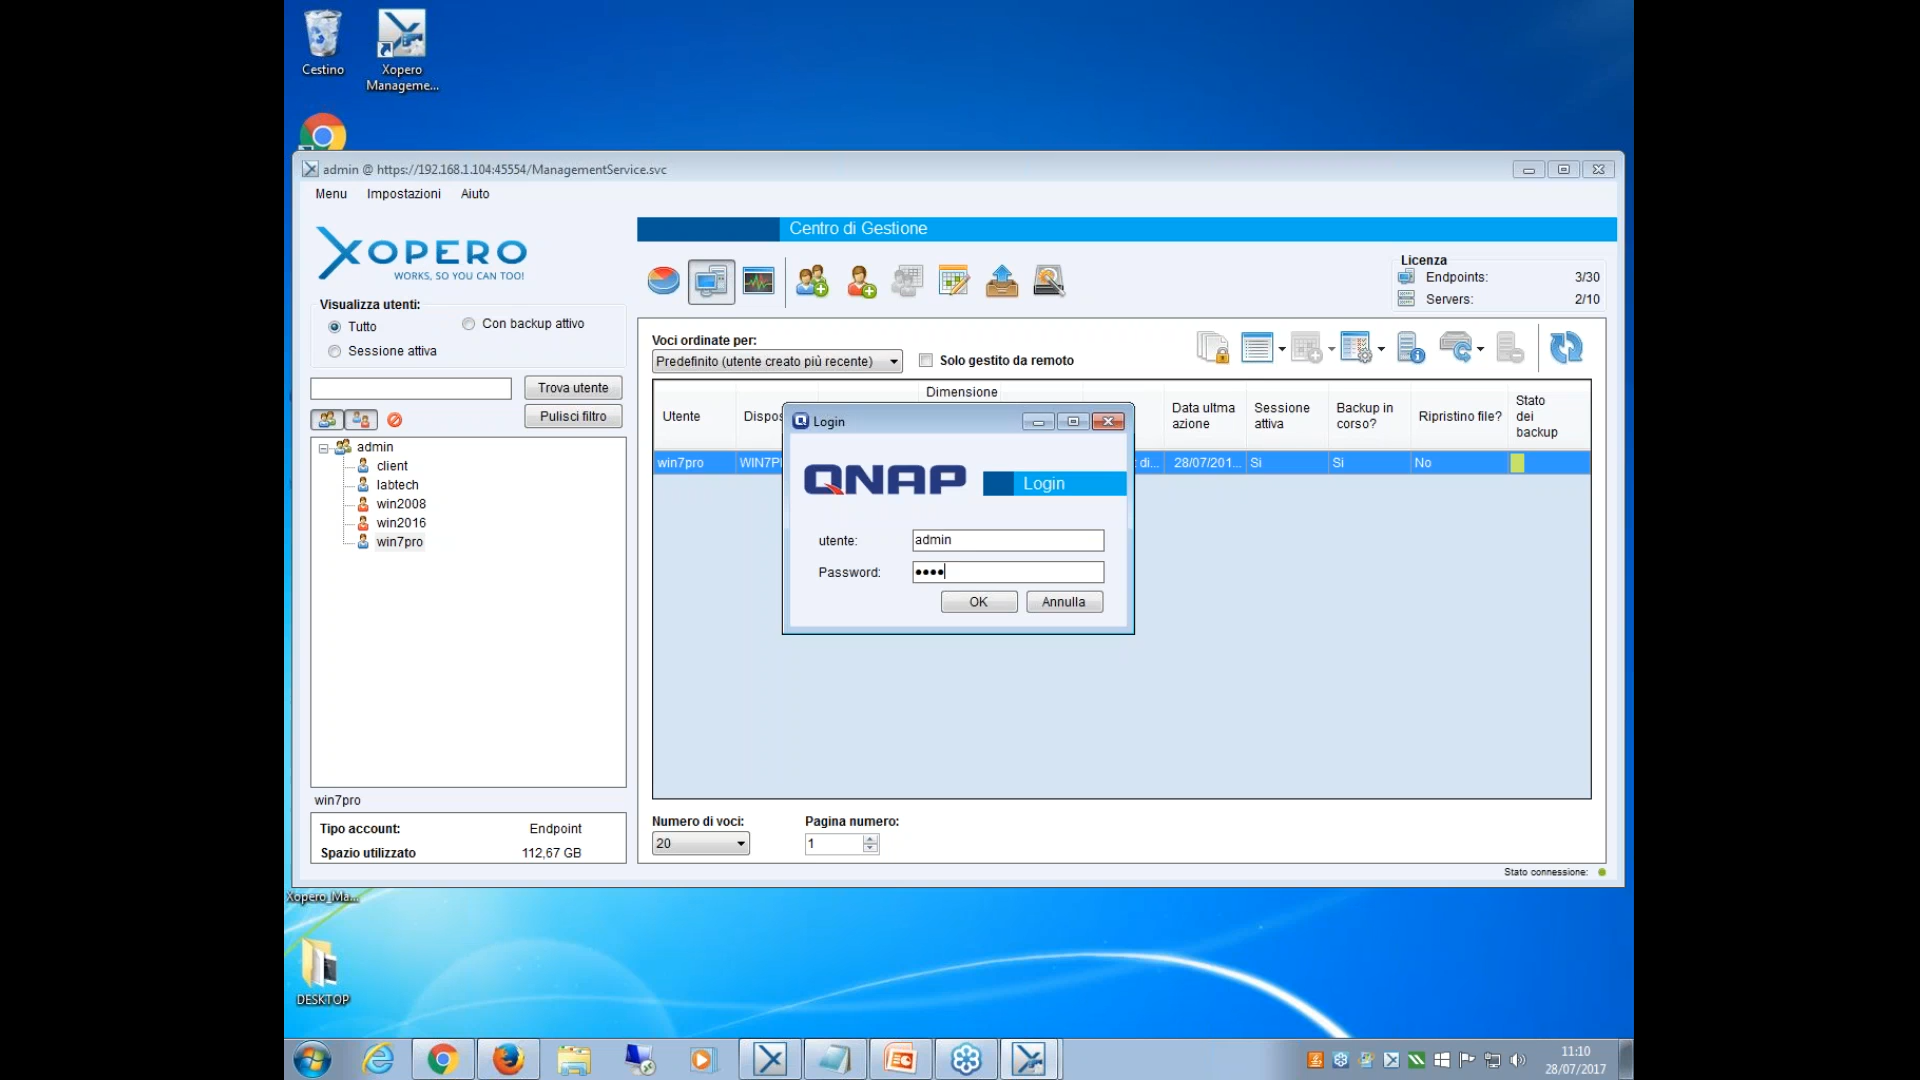 Cestino
Xopero
Manageme...
admin @ https://192.168.1.104:45554/ManagementService.svc
Menu Impostazioni Aiuto
XOPERO
WORKS, SO YOU CAN TOO!
Centro di Gestione
Licenza
Endpoints: 3/30
Servers: 2/10
Visualizza utenti:
Tutto
Con backup attivo
Sessione attiva
Trova utente
Pulisci filtro
admin
client
labtech
win2008
win2016
win7pro
win7pro
Tipo account: Endpoint
Spazio utilizzato 112,67 GB
Voci ordinate per:
Predefinito (utente creato più recente)
Solo gestito da remoto
Utente
Dimensione
Data ultma
azione
Sessione
attiva
Backup in
corso?
Ripristino file?
Stato
dei
backup
win7pro
di... 28/07/201... Si Si No
Login
QNAP
Login
utente: admin
Password: ●●●●
OK Annulla
Numero di voci: Pagina numero:
20 1
Stato connessione:
Xopero_Ma...
DESKTOP
11:10
28/07/2017